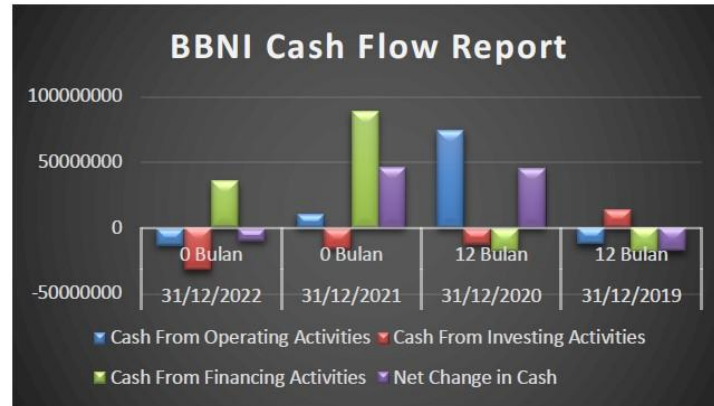 BBNI Cash Flow Report
100000000
50000000
0
-50000000
0 Bulan 0 Bulan 12 Bulan 12 Bulan
31/12/2022 31/12/2021 31/12/2020 31/12/2019
Cash From Operating Activities Cash From Investing Activities
Cash From Financing Activities Net Change in Cash